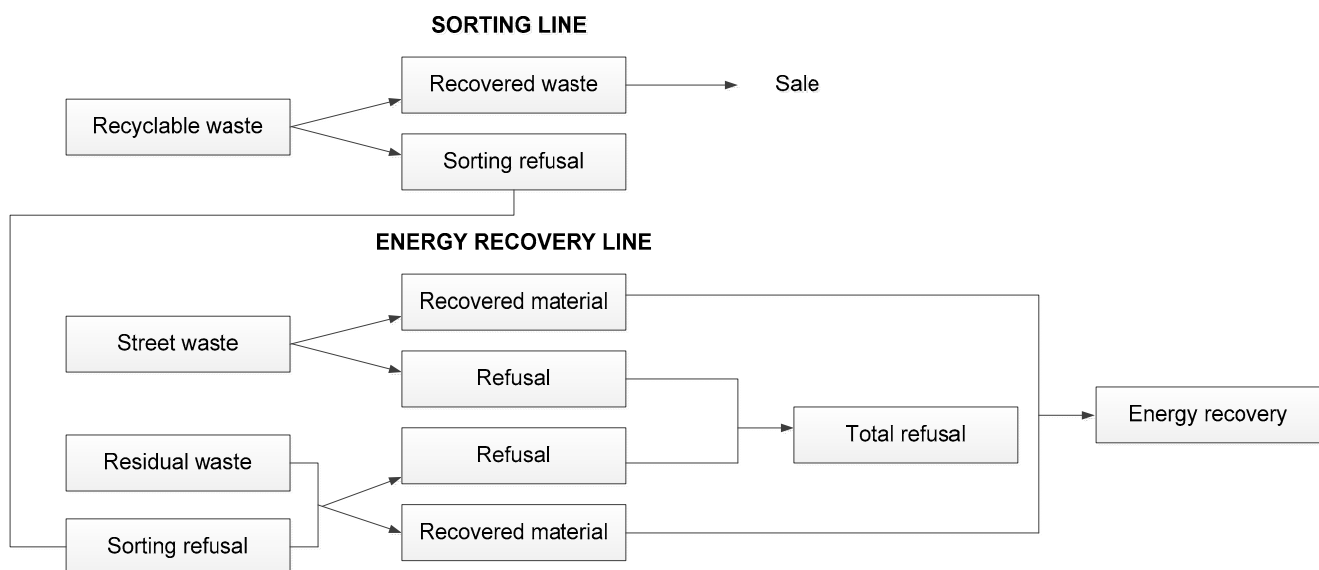 SORTING LINE
Recovered waste
Sale
Recyclable waste
Sorting refusal
ENERGY RECOVERY LINE
Recovered material
Street waste
Refusal
Energy recovery
Total refusal
Residual waste
Refusal
Recovered material
Sorting refusal